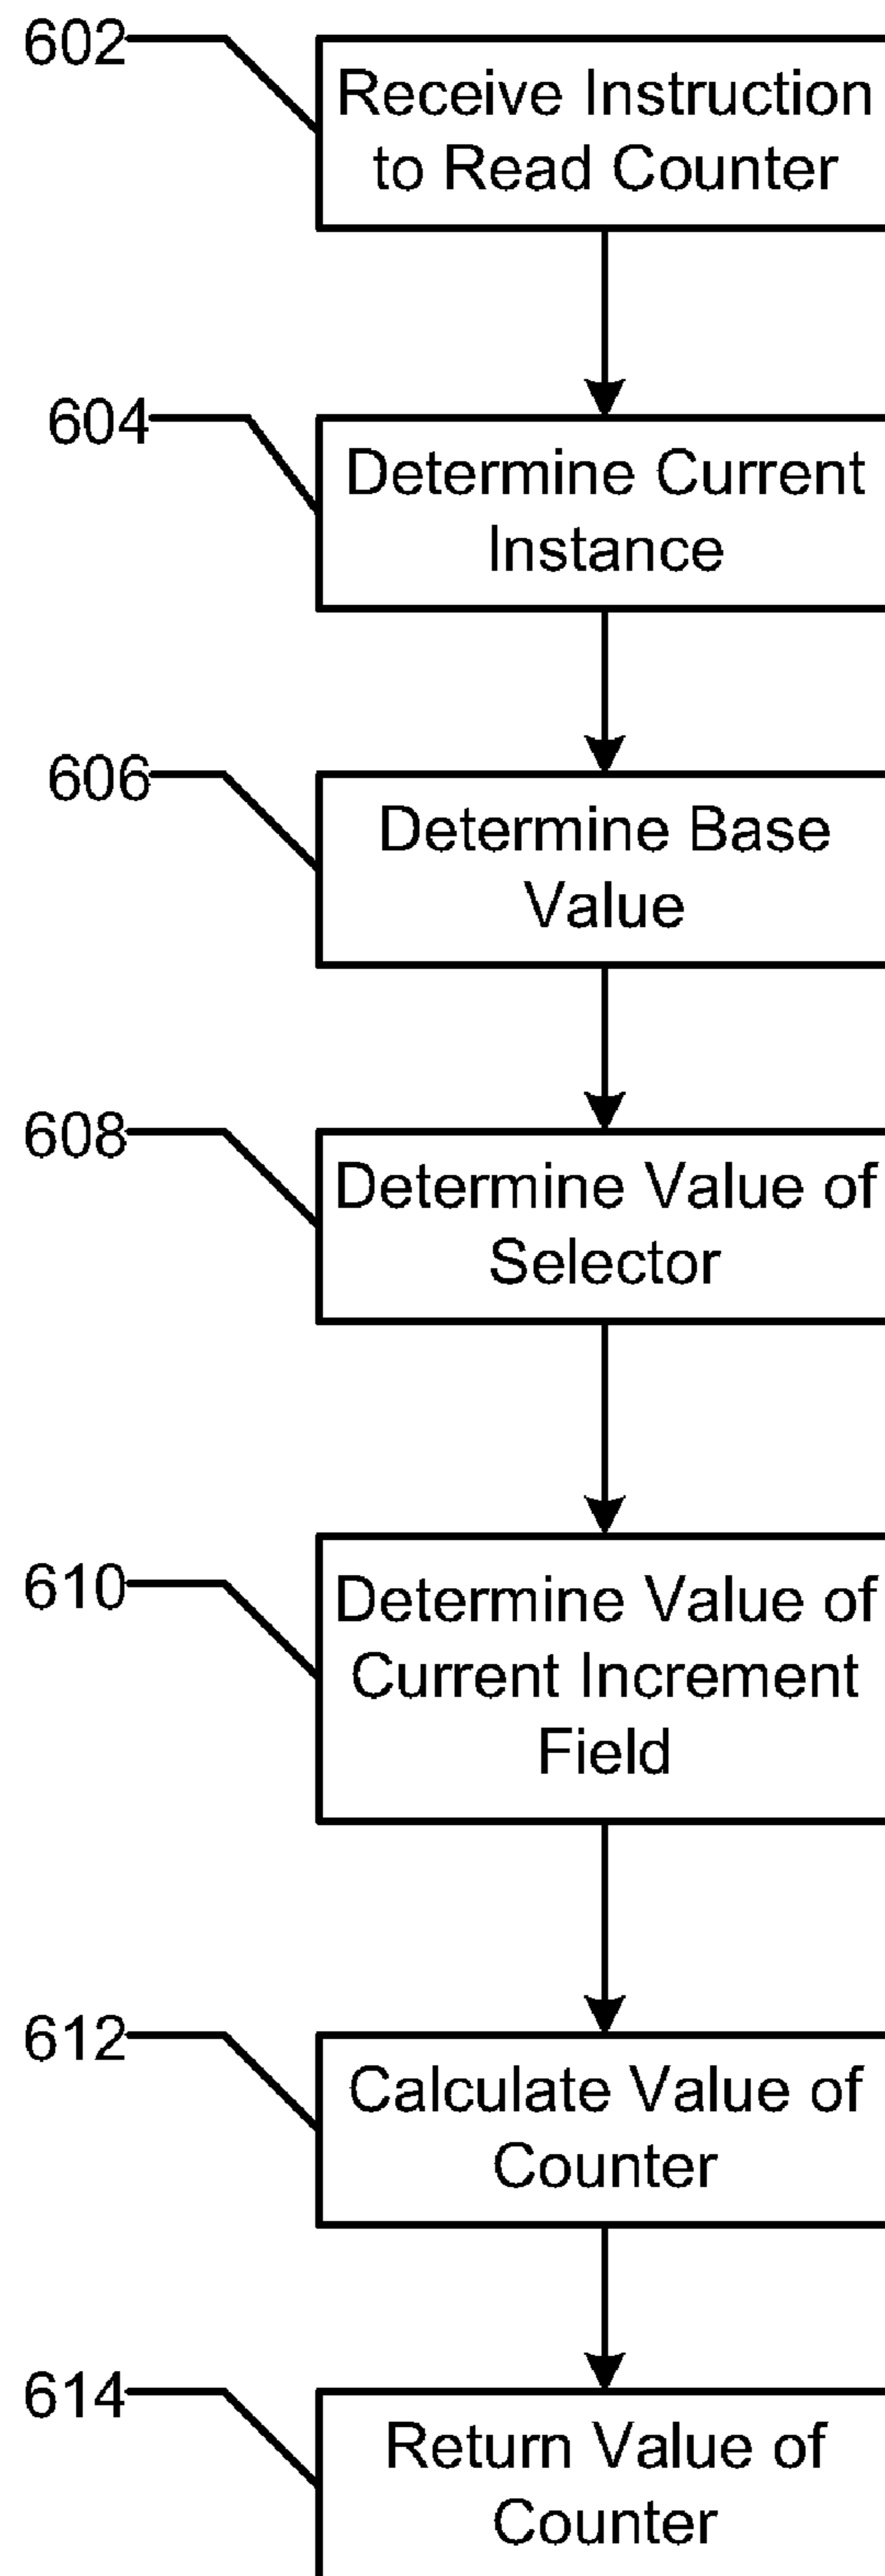 602
Receive Instruction
to Read Counter
604
Determine Current
Instance
606
Determine Base
Value
608
Determine Value of
Selector
610
Determine Value of
Current Increment
Field
612
Calculate Value of
Counter
614
Return Value of
Counter